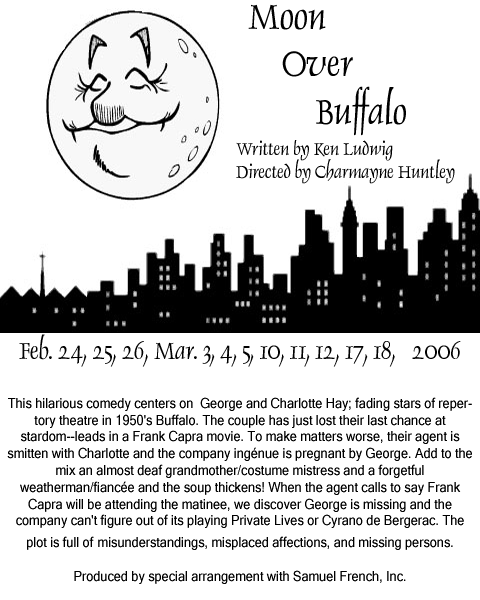 Moon
Over
Buffalo
Written by Ken Ludwig
Directed by Charmayne Huntley
Feb. 24, 25, 26, Mar. 3, 4, 5, 10, 11, 12, 17, 18,   2006
This hilarious comedy centers on  George and Charlotte Hay; fading stars of reper-
tory theatre in 1950's Buffalo. The couple has just lost their last chance at
stardom--leads in a Frank Capra movie. To make matters worse, their agent is
smitten with Charlotte and the company ingénue is pregnant by George. Add to the
mix an almost deaf grandmother/costume mistress and a forgetful
weatherman/fiancée and the soup thickens! When the agent calls to say Frank
Capra will be attending the matinee, we discover George is missing and the
company can't figure out of its playing Private Lives or Cyrano de Bergerac. The
plot is full of misunderstandings, misplaced affections, and missing persons.
Produced by special arrangement with Samuel French, Inc.